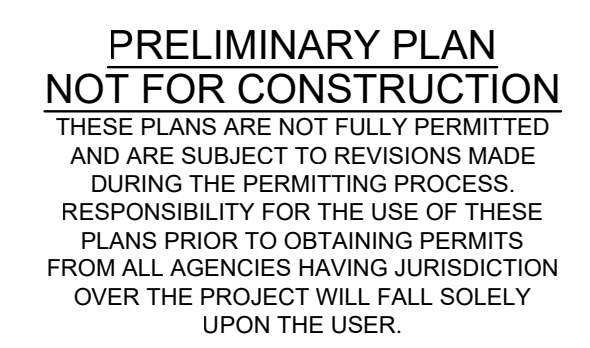 PRELIMINARY PLAN
NOT FOR CONSTRUCTION
THESE PLANS ARE NOT FULLY PERMITTED
AND ARE SUBJECT TO REVISIONS MADE
DURING THE PERMITTING PROCESS.
RESPONSIBILITY FOR THE USE OF THESE
PLANS PRIOR TO OBTAINING PERMITS
FROM ALL AGENCIES HAVING JURISDICTION
OVER THE PROJECT WILL FALL SOLELY
UPON THE USER.